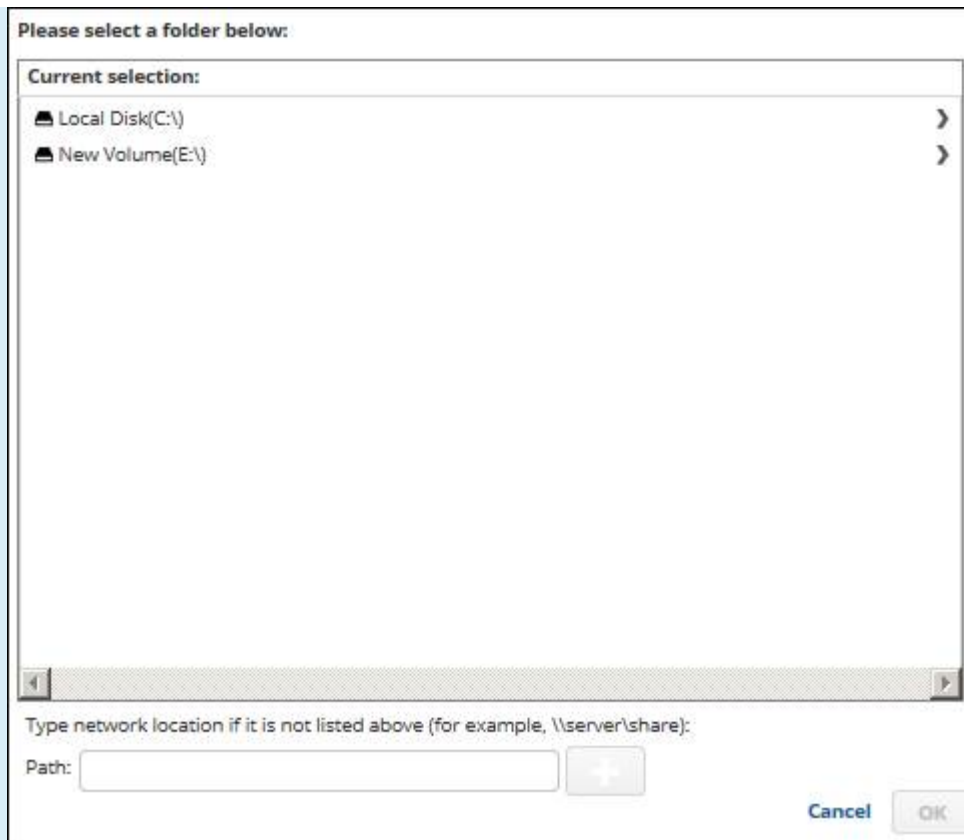 Please select a folder below:
Current selection:
Local Disk(C:\)
New Volume(E:\)
Type network location if it is not listed above (for example, \\server\share):
Path:
Cancel OK